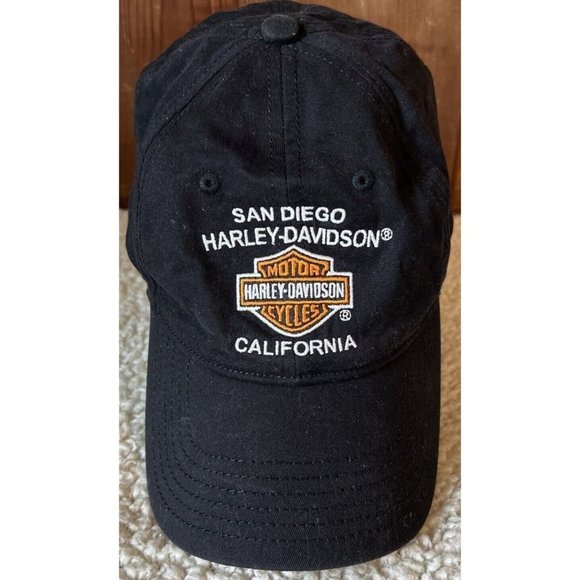 SAN DIEGO
HARLEY-DAVIDSON®
MOTOR
HARLEY-DAVIDSON
CYCLES
®
CALIFORNIA